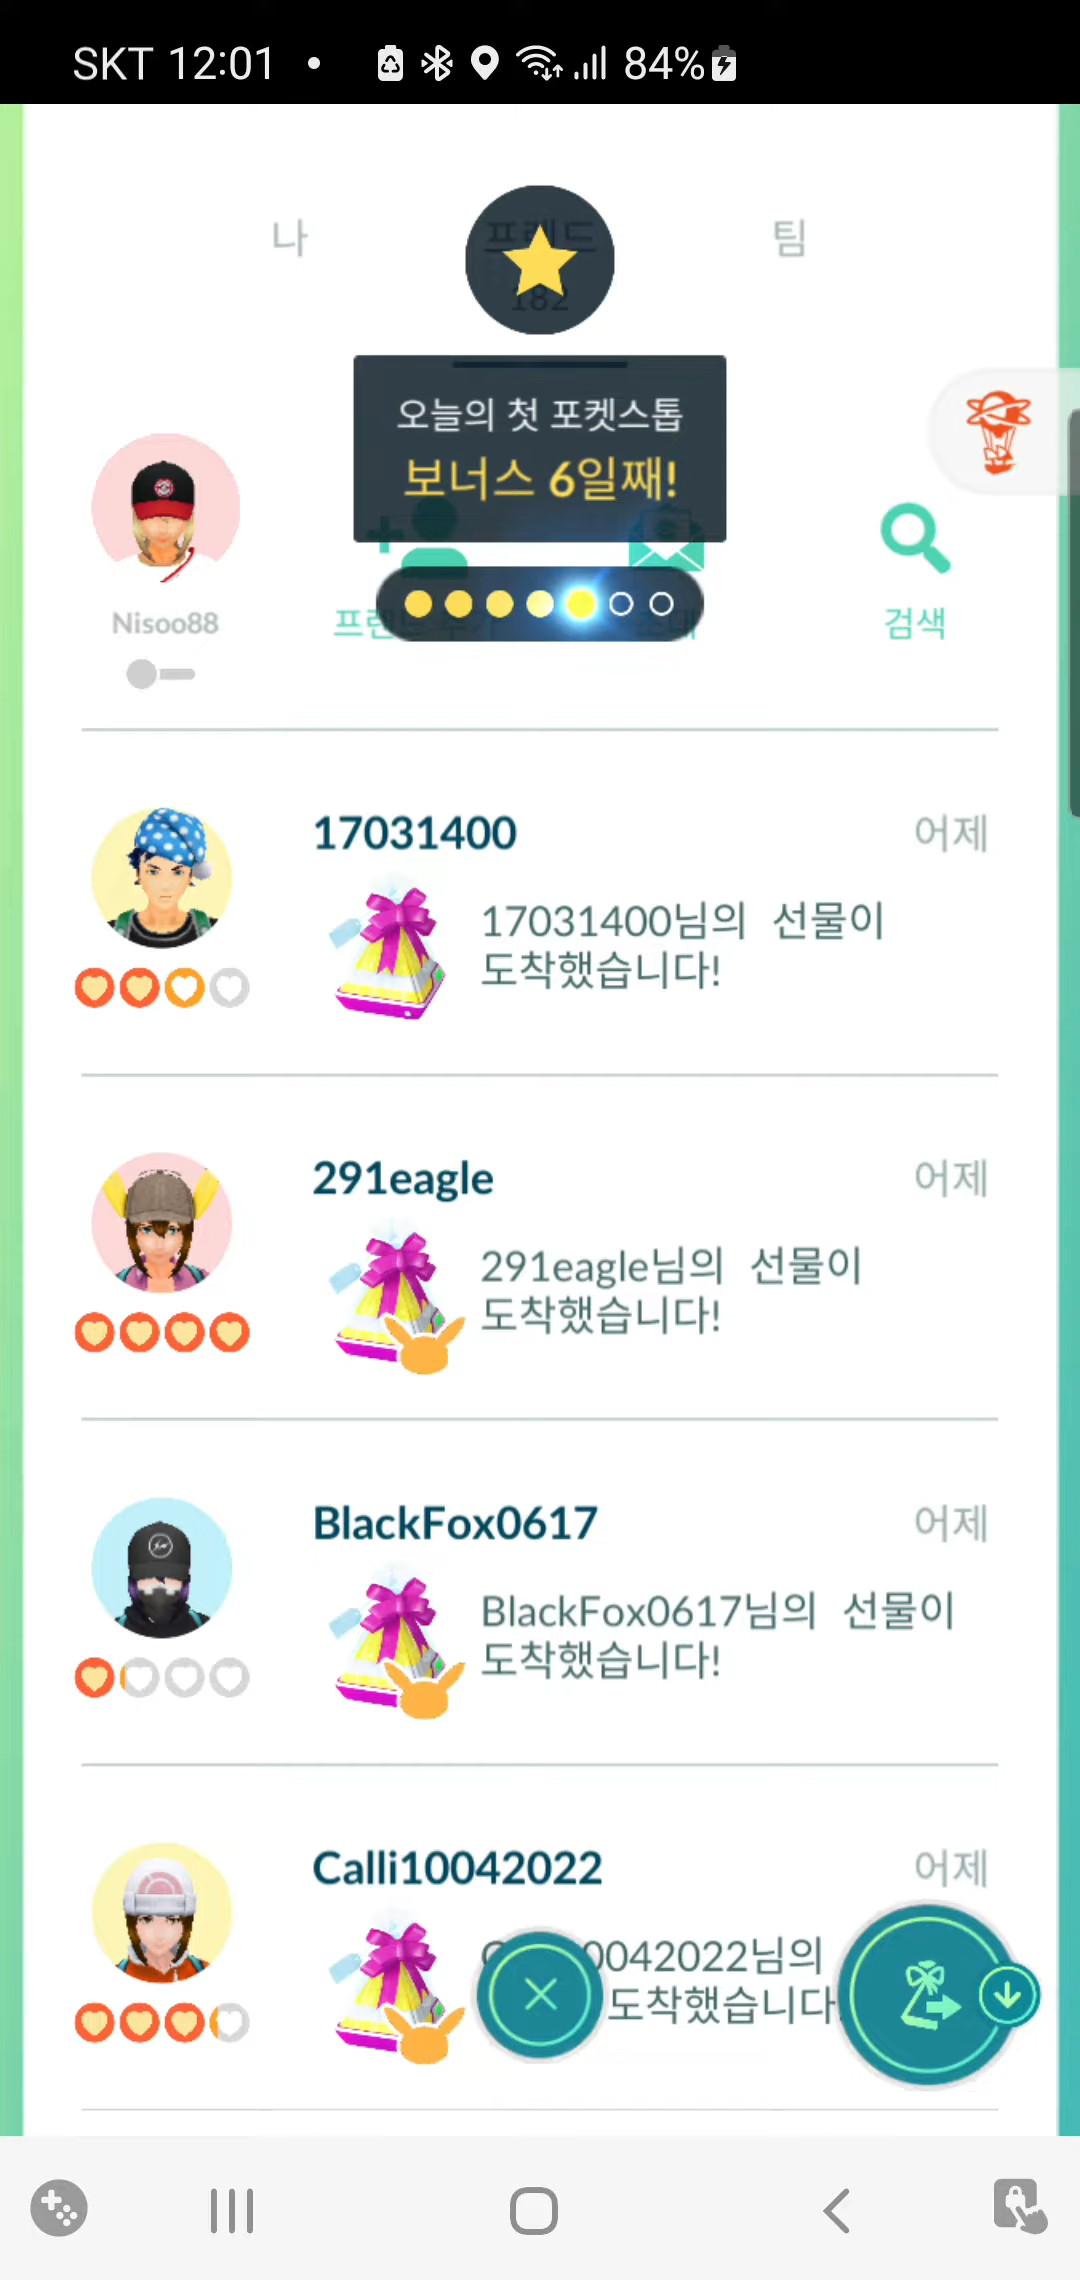 SKT 12:01 84%
나 프렌드 팀
182
오늘의 첫 포켓스톱
보너스 6일째!
Nisoo88 검색
17031400 어제
17031400님의 선물이
도착했습니다!
291eagle 어제
291eagle님의 선물이
도착했습니다!
BlackFox0617 어제
BlackFox0617님의 선물이
도착했습니다!
Calli10042022 어제
0042022님의
도착했습니다